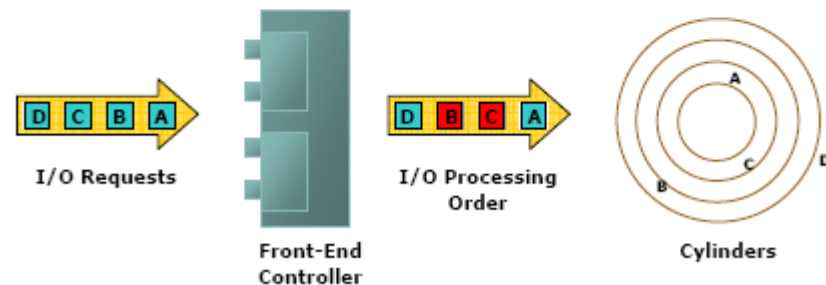 D C B A
I/O Requests
Front-End
Controller
D B C A
I/O Processing
Order
A
C
B
D
Cylinders